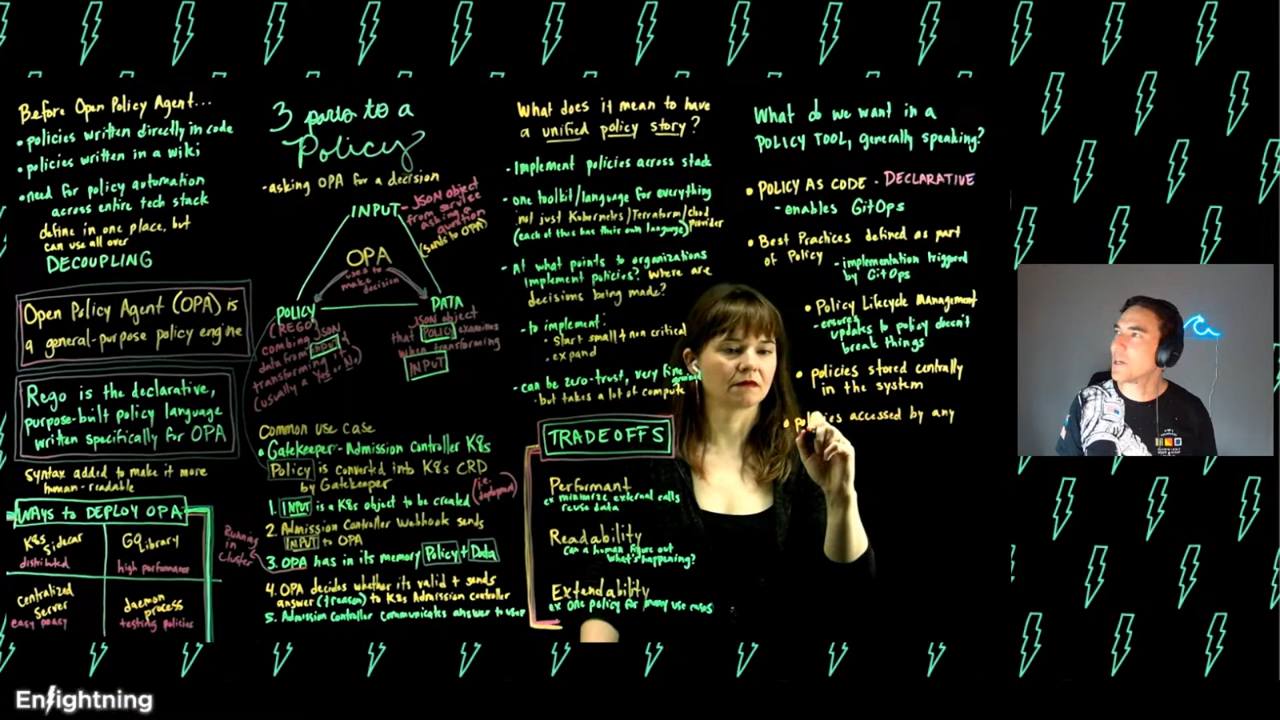 Before Open Policy Agent...
• policies written directly in code
• policies written in a wiki
• need for policy automation
across entire tech stack
define in one place, but
can use all over
DECOUPLING
Open Policy Agent (OPA) is
a general-purpose policy engine
Rego is the declarative,
purpose-built policy language
written specifically for OPA
syntax added to make it more
human-readable
WAYS to DEPLOY OPA:
K8s sidecar
distributed
GO library
high performance
centralized
server
easy peasy
daemon
process
testing policies
3 parts to a
Policy
- asking OPA for a decision
INPUT - JSON object
from service
asking a
question
(sends to OPA)
OPA
uses to
make decision
POLICY
(REGO)
combing JSON
data from INPUT &
transforming it
(usually a Yes or No)
DATA
JSON object
that POLICY examines
when transforming
INPUT
Common use case
• Gatekeeper - Admission Controller K8s
Policy is converted into K8s CRD
by Gatekeeper
1. INPUT is a K8s object to be created (i.e. deployment)
2. Admission Controller Webhook sends
INPUT to OPA
Running
in
cluster
3. OPA has in its memory Policy + Data
4. OPA decides whether its valid + sends
answer (+reason) to K8s Admission Controller
5. Admission Controller communicates answer to user
What does it mean to have
a unified policy story?
- Implement policies across stack
- one toolkit/language for everything
not just Kubernetes/Terraform/cloud provider
(each of this has their own language)
- At what points to organizations
implement policies? Where are
decisions being made?
- to implement:
• start small + non critical
• expand
- can be zero-trust, very fine grained
- but takes a lot of compute
TRADEOFFS
Performant
ex minimize external calls
reuse data
Readability
can a human figure out
what's happening?
Extendability
ex One policy for many use cases
What do we want in a
POLICY TOOL, generally speaking?
• POLICY AS CODE - DECLARATIVE
- enables GitOps
• Best Practices defined as part
of Policy
- implementation triggered
by GitOps
• Policy Lifecycle Management
- ensures
updates to policy doesn't
break things
• policies stored centrally
in the system
• policies accessed by any
Enlightning